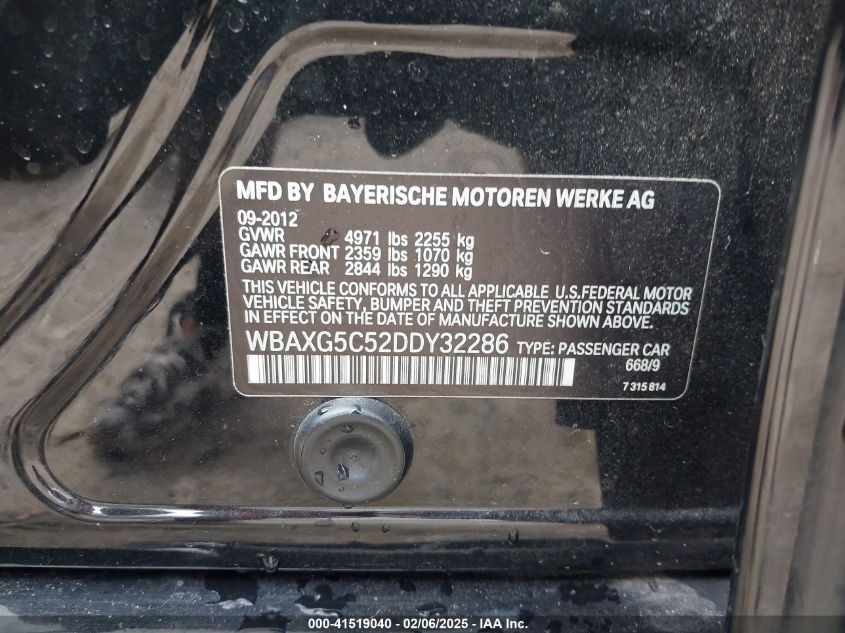 MFD BY BAYERISCHE MOTOREN WERKE AG
09-2012
GVWR 4971 lbs 2255 kg
GAWR FRONT 2359 lbs 1070 kg
GAWR REAR 2844 lbs 1290 kg
THIS VEHICLE CONFORMS TO ALL APPLICABLE U.S.FEDERAL MOTOR
VEHICLE SAFETY, BUMPER AND THEFT PREVENTION STANDARDS
IN EFFECT ON DATE OF MANUFACTURE SHOWN ABOVE.
WBAXG5C52DDY32286 TYPE: PASSENGER CAR
668/9
7 315 814
000-41519040 - 02/06/2025 - IAA Inc.